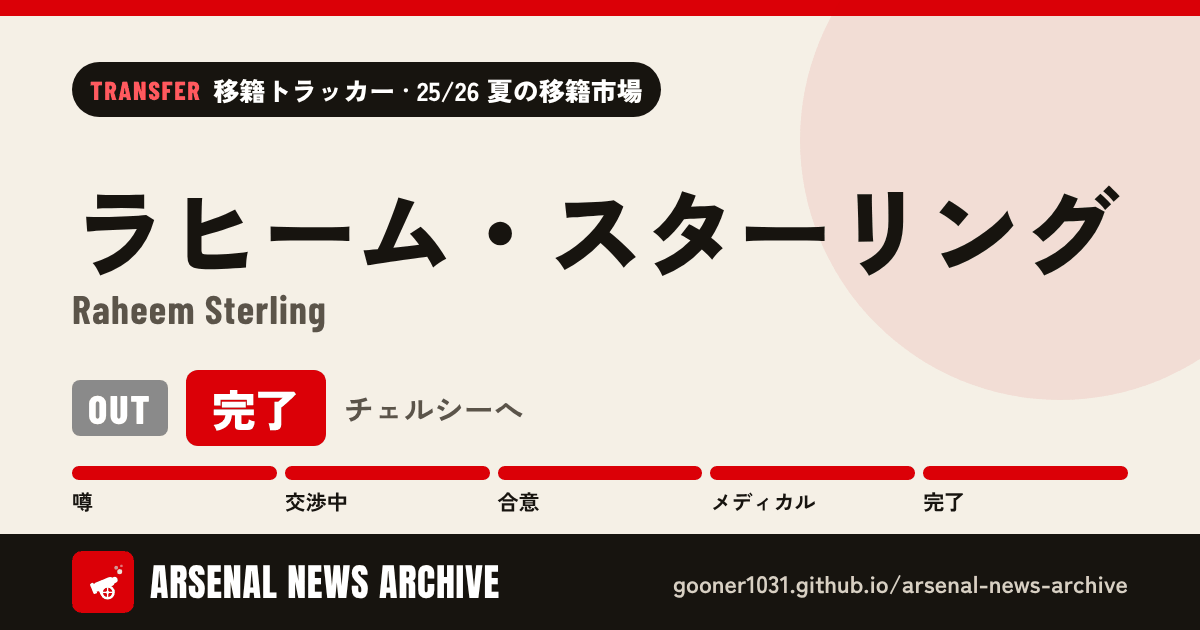 TRANSFER 移籍トラッカー · 25/26 夏の移籍市場
ラヒーム・スターリング
Raheem Sterling
OUT 完了 チェルシーへ
噂 交渉中 合意 メディカル 完了
ARSENAL NEWS ARCHIVE gooner1031.github.io/arsenal-news-archive